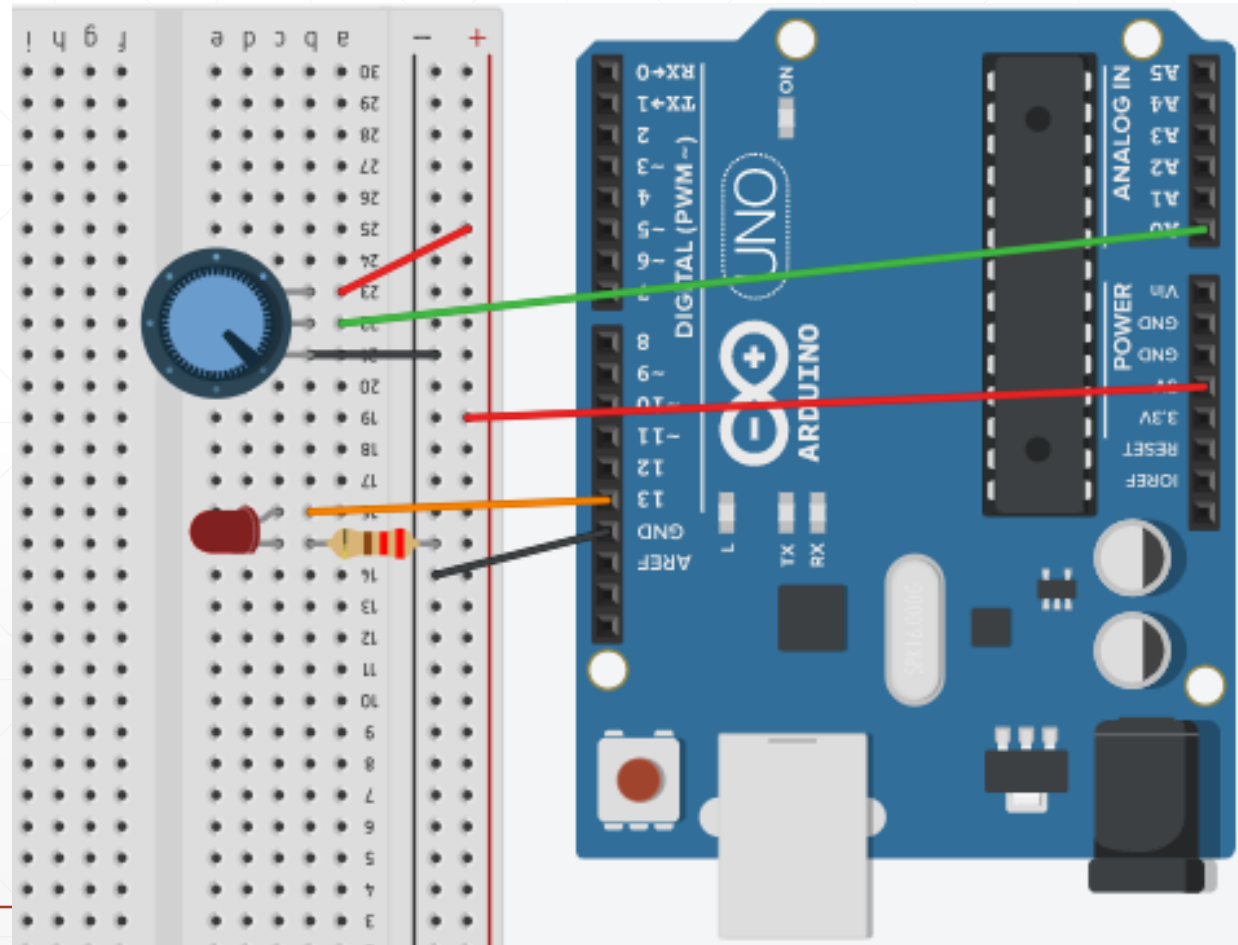 i h g f e d c b a − +
30
29
28
27
26
25
24
23
22
21
20
19
18
17
16
14
13
12
11
10
9
8
7
6
5
4
3
RX←0
TX→1
2
~3
4
~5
~6
7
8
~9
~10
~11
12
13
GND
AREF
DIGITAL (PWM~)
ON
UNO
ARDUINO
L
TX
RX
SPK16.000G
ANALOG IN
A5
A4
A3
A2
A1
A0
POWER
Vin
GND
GND
5V
3.3V
RESET
IOREF